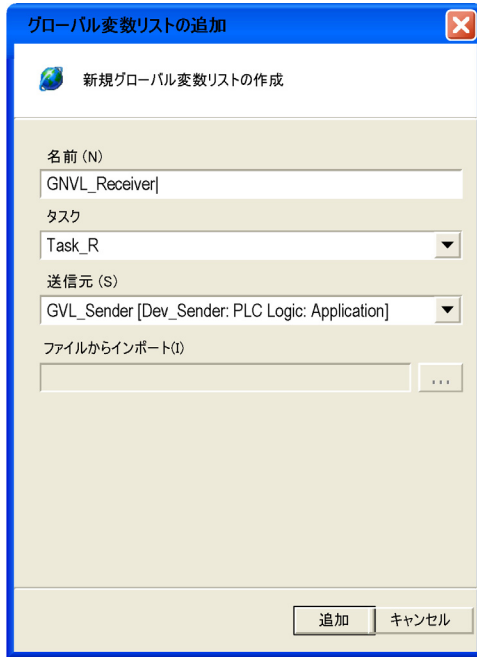 グローバル変数リストの追加
新規グローバル変数リストの作成
名前 (N)
GNVL_Receiver
タスク
Task_R
送信元 (S)
GVL_Sender [Dev_Sender: PLC Logic: Application]
ファイルからインポート(I)
...
追加
キャンセル